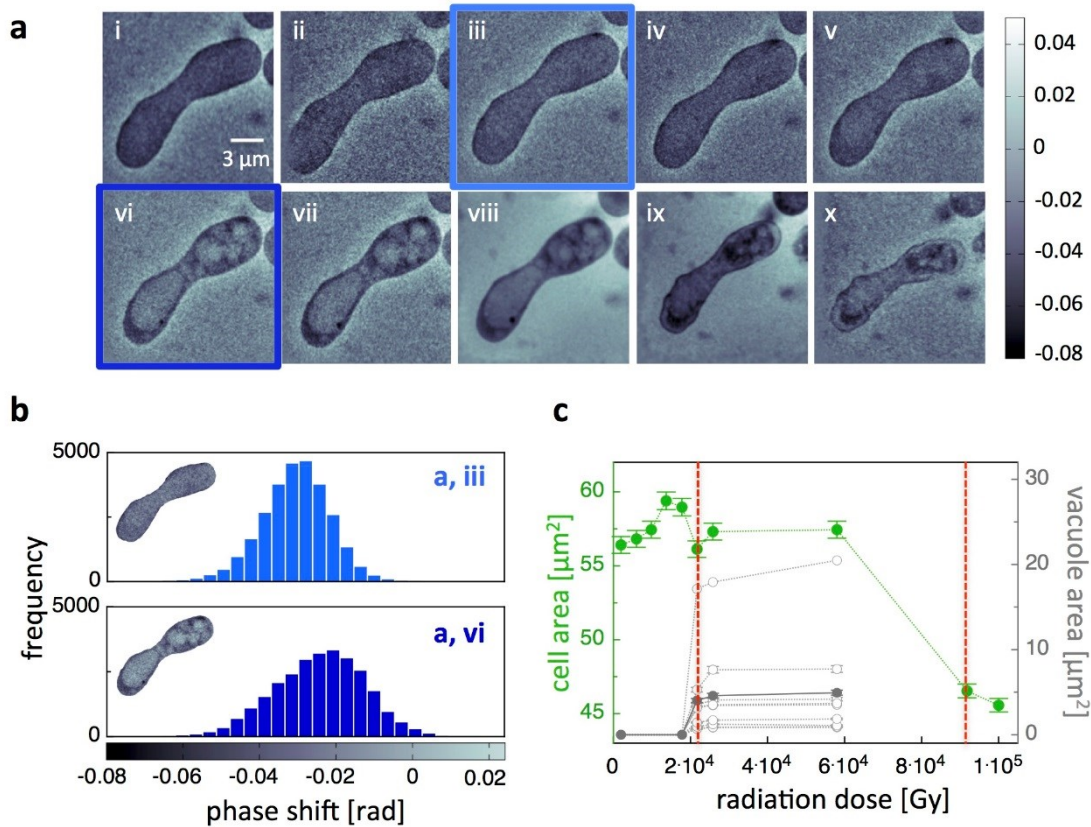 a
i
ii
iii
iv
v
3 µm
vi
vii
viii
ix
x
0.04
0.02
0
-0.02
-0.04
-0.06
-0.08
b
5000
a, iii
0
5000
a, vi
0
frequency
-0.08
-0.06
-0.04
-0.02
0
0.02
phase shift [rad]
c
60
55
50
45
cell area [µm²]
30
20
10
0
vacuole area [µm²]
0
2·10⁴
4·10⁴
6·10⁴
8·10⁴
1·10⁵
radiation dose [Gy]